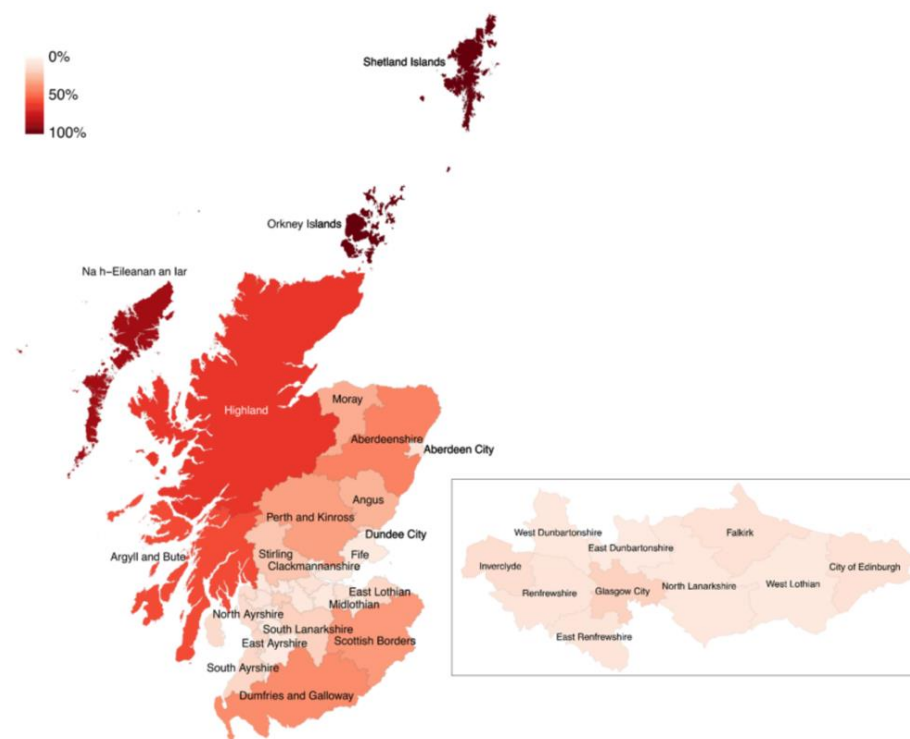 0%
50%
100%
Shetland Islands
Orkney Islands
Na h-Eileanan an Iar
Highland
Moray
Aberdeenshire
Aberdeen City
Angus
Perth and Kinross
Dundee City
Argyll and Bute
Stirling
Fife
Clackmannanshire
East Lothian
Midlothian
North Ayrshire
South Lanarkshire
East Ayrshire
Scottish Borders
South Ayrshire
Dumfries and Galloway
West Dunbartonshire
Falkirk
East Dunbartonshire
Inverclyde
City of Edinburgh
North Lanarkshire
West Lothian
Renfrewshire
Glasgow City
East Renfrewshire